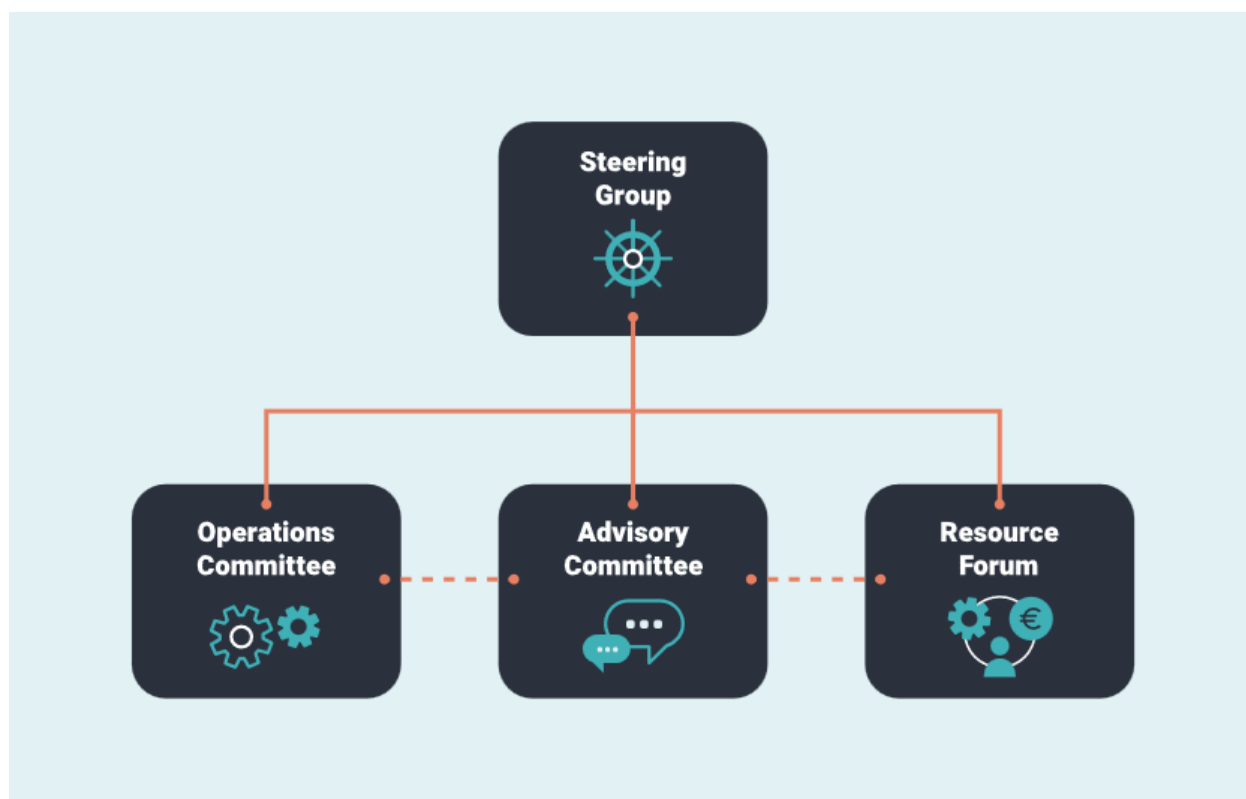 Steering
Group
Operations
Committee
Advisory
Committee
Resource
Forum
€